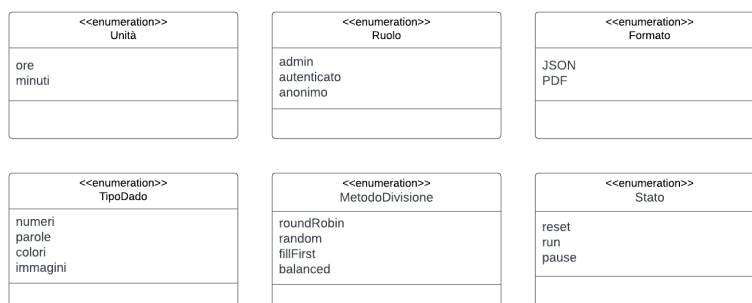 <<enumeration>>
Unità
ore
minuti
<<enumeration>>
Ruolo
admin
autenticato
anonimo
<<enumeration>>
Formato
JSON
PDF
<<enumeration>>
TipoDado
numeri
parole
colori
immagini
<<enumeration>>
MetodoDivisione
roundRobin
random
fillFirst
balanced
<<enumeration>>
Stato
reset
run
pause